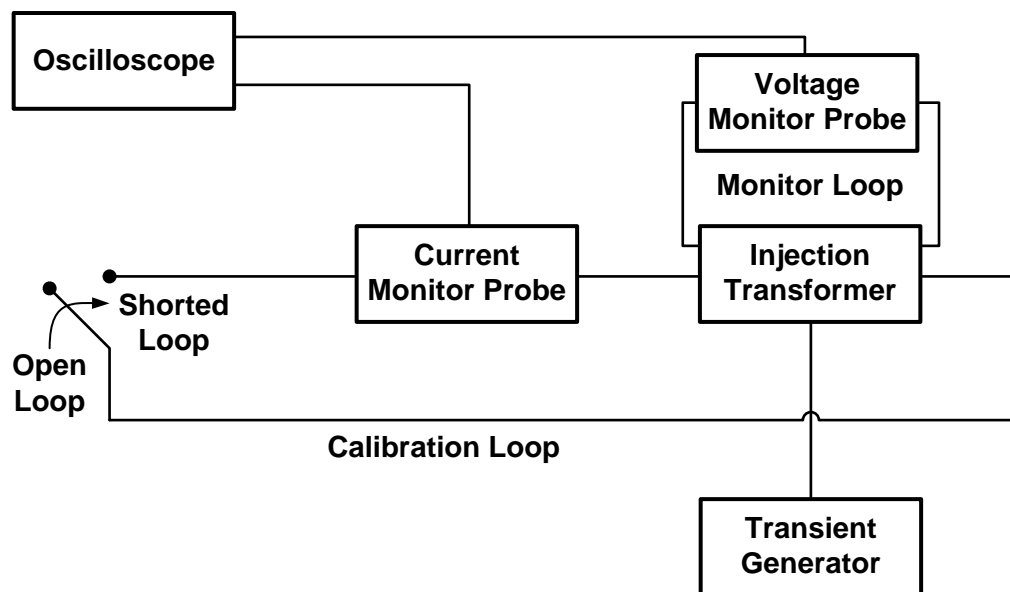 Oscilloscope
Voltage
Monitor Probe
Monitor Loop
Current
Monitor Probe
Injection
Transformer
Shorted
Loop
Open
Loop
Calibration Loop
Transient
Generator